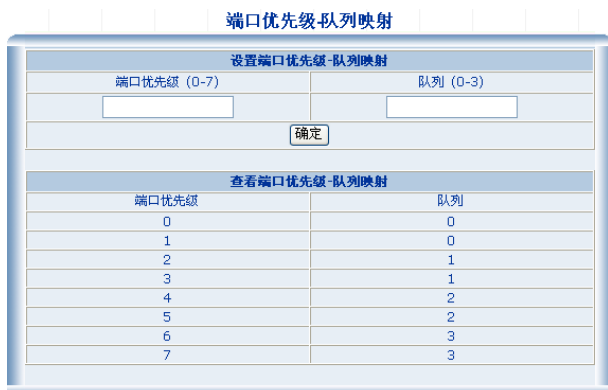 端口优先级-队列映射
设置端口优先级-队列映射
端口优先级 (0-7) 队列 (0-3)
确定
查看端口优先级-队列映射
端口优先级 队列
0 0
1 0
2 1
3 1
4 2
5 2
6 3
7 3